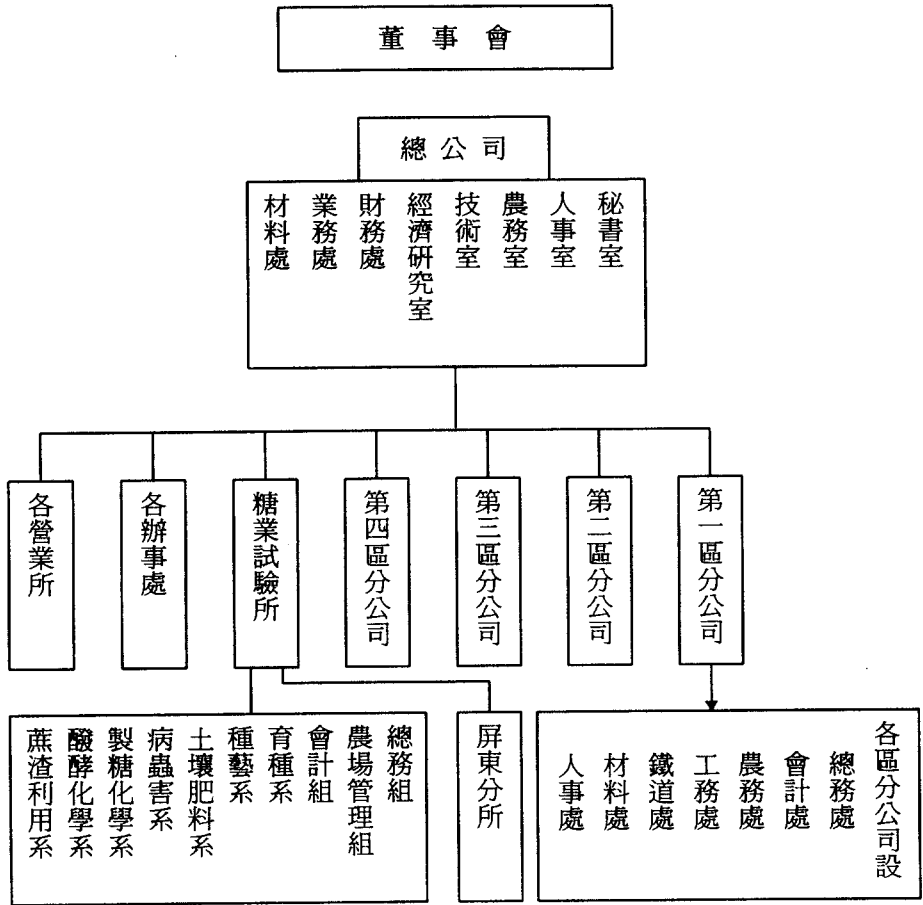 董事會
總公司
秘書室
人事室
農務室
技術室
經濟研究室
財務處
業務處
材料處
第一區分公司
第二區分公司
第三區分公司
第四區分公司
糖業試驗所
各辦事處
各營業所
各區分公司設
總務處
會計處
農務處
工務處
鐵道處
材料處
人事處
屏東分所
總務組
農場管理組
會計組
育種系
種藝系
土壤肥料系
病蟲害系
製糖化學系
醱酵化學系
蔗渣利用系